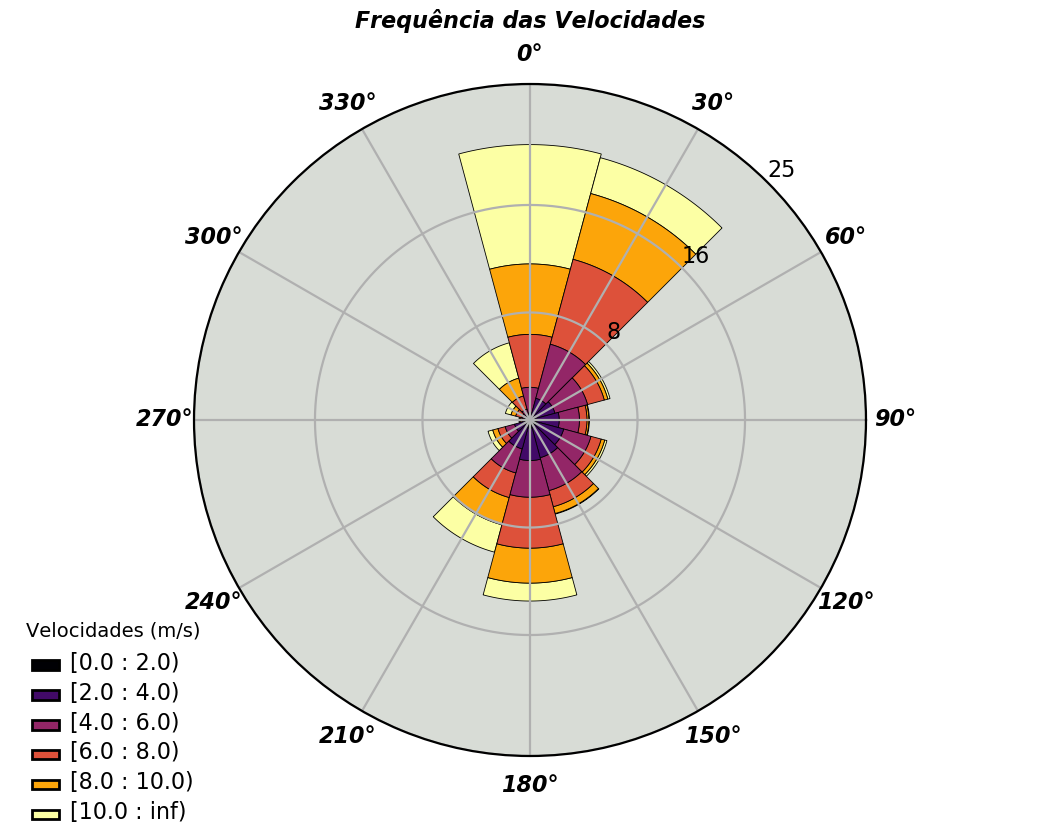 Frequência das Velocidades
0°
330°
30°
25
300°
60°
16
8
270°
90°
240°
120°
210°
150°
180°
Velocidades (m/s)
[0.0 : 2.0)
[2.0 : 4.0)
[4.0 : 6.0)
[6.0 : 8.0)
[8.0 : 10.0)
[10.0 : inf)